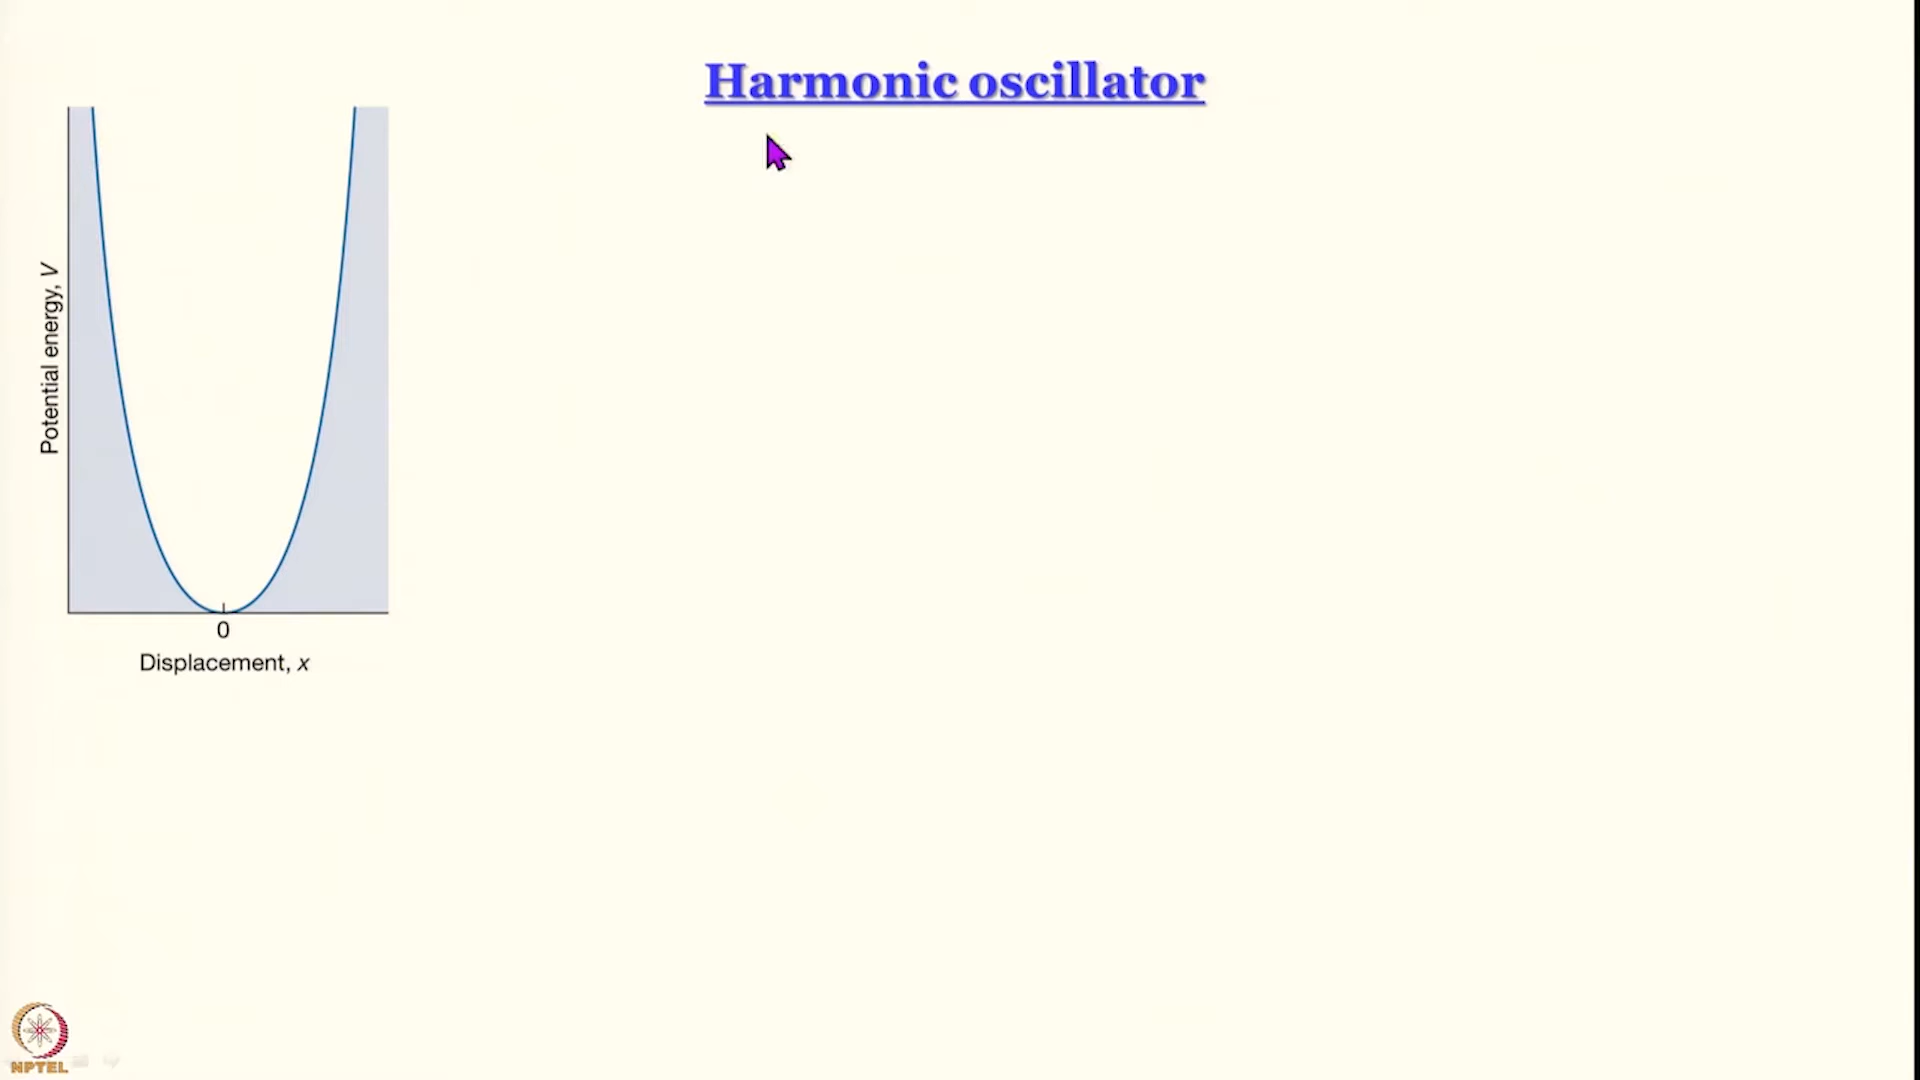 Harmonic oscillator
Potential energy, V
0
Displacement, x
NPTEL